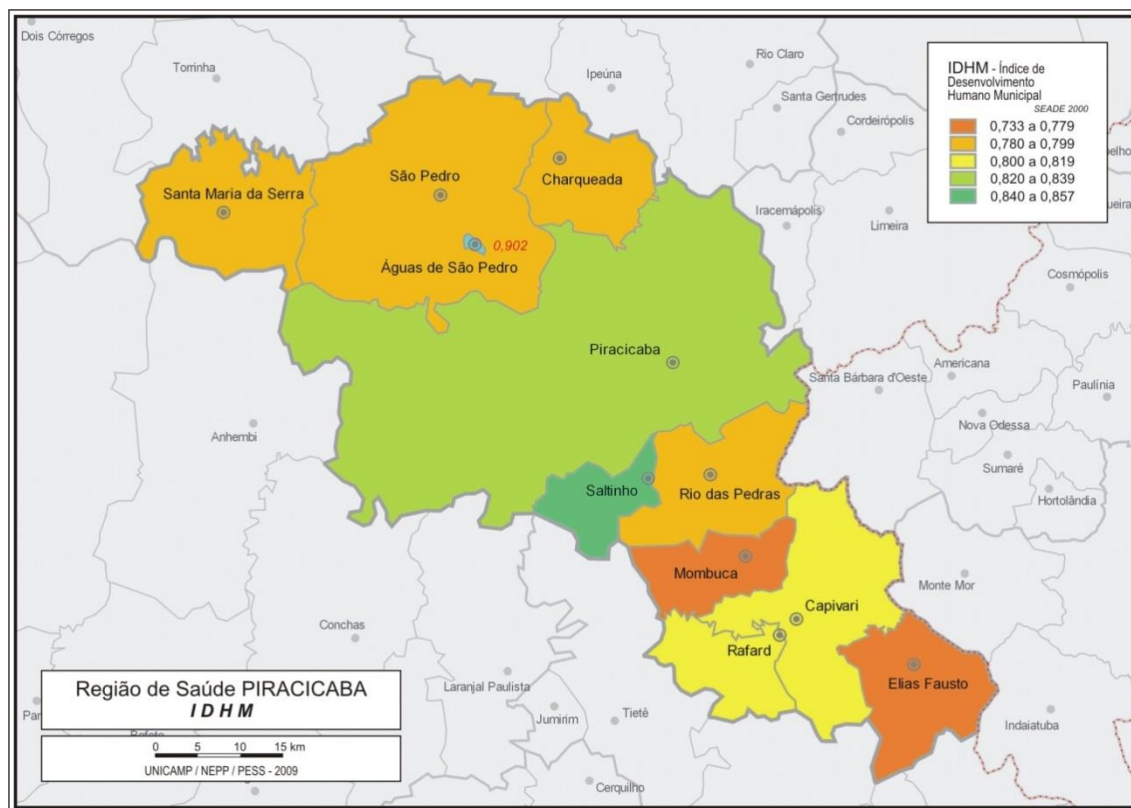 Dois Córregos
Torrinha
Ipeúna
Rio Claro
Santa Gertrudes
Cordeirópolis
IDHM - Índice de
Desenvolvimento
Humano Municipal
SEADE 2000
0,733 a 0,779
0,780 a 0,799
0,800 a 0,819
0,820 a 0,839
0,840 a 0,857
Santa Maria da Serra
São Pedro
Charqueada
Iracemápolis
Limeira
0,902
Águas de São Pedro
Cosmópolis
Piracicaba
Santa Bárbara d'Oeste
Americana
Paulínia
Nova Odessa
Anhembi
Sumaré
Hortolândia
Saltinho
Rio das Pedras
Mombuca
Monte Mor
Capivari
Conchas
Rafard
Elias Fausto
Laranjal Paulista
Jumirim
Tietê
Indaiatuba
Cerquilho
Região de Saúde PIRACICABA
IDHM
0 5 10 15 km
UNICAMP / NEPP / PESS - 2009